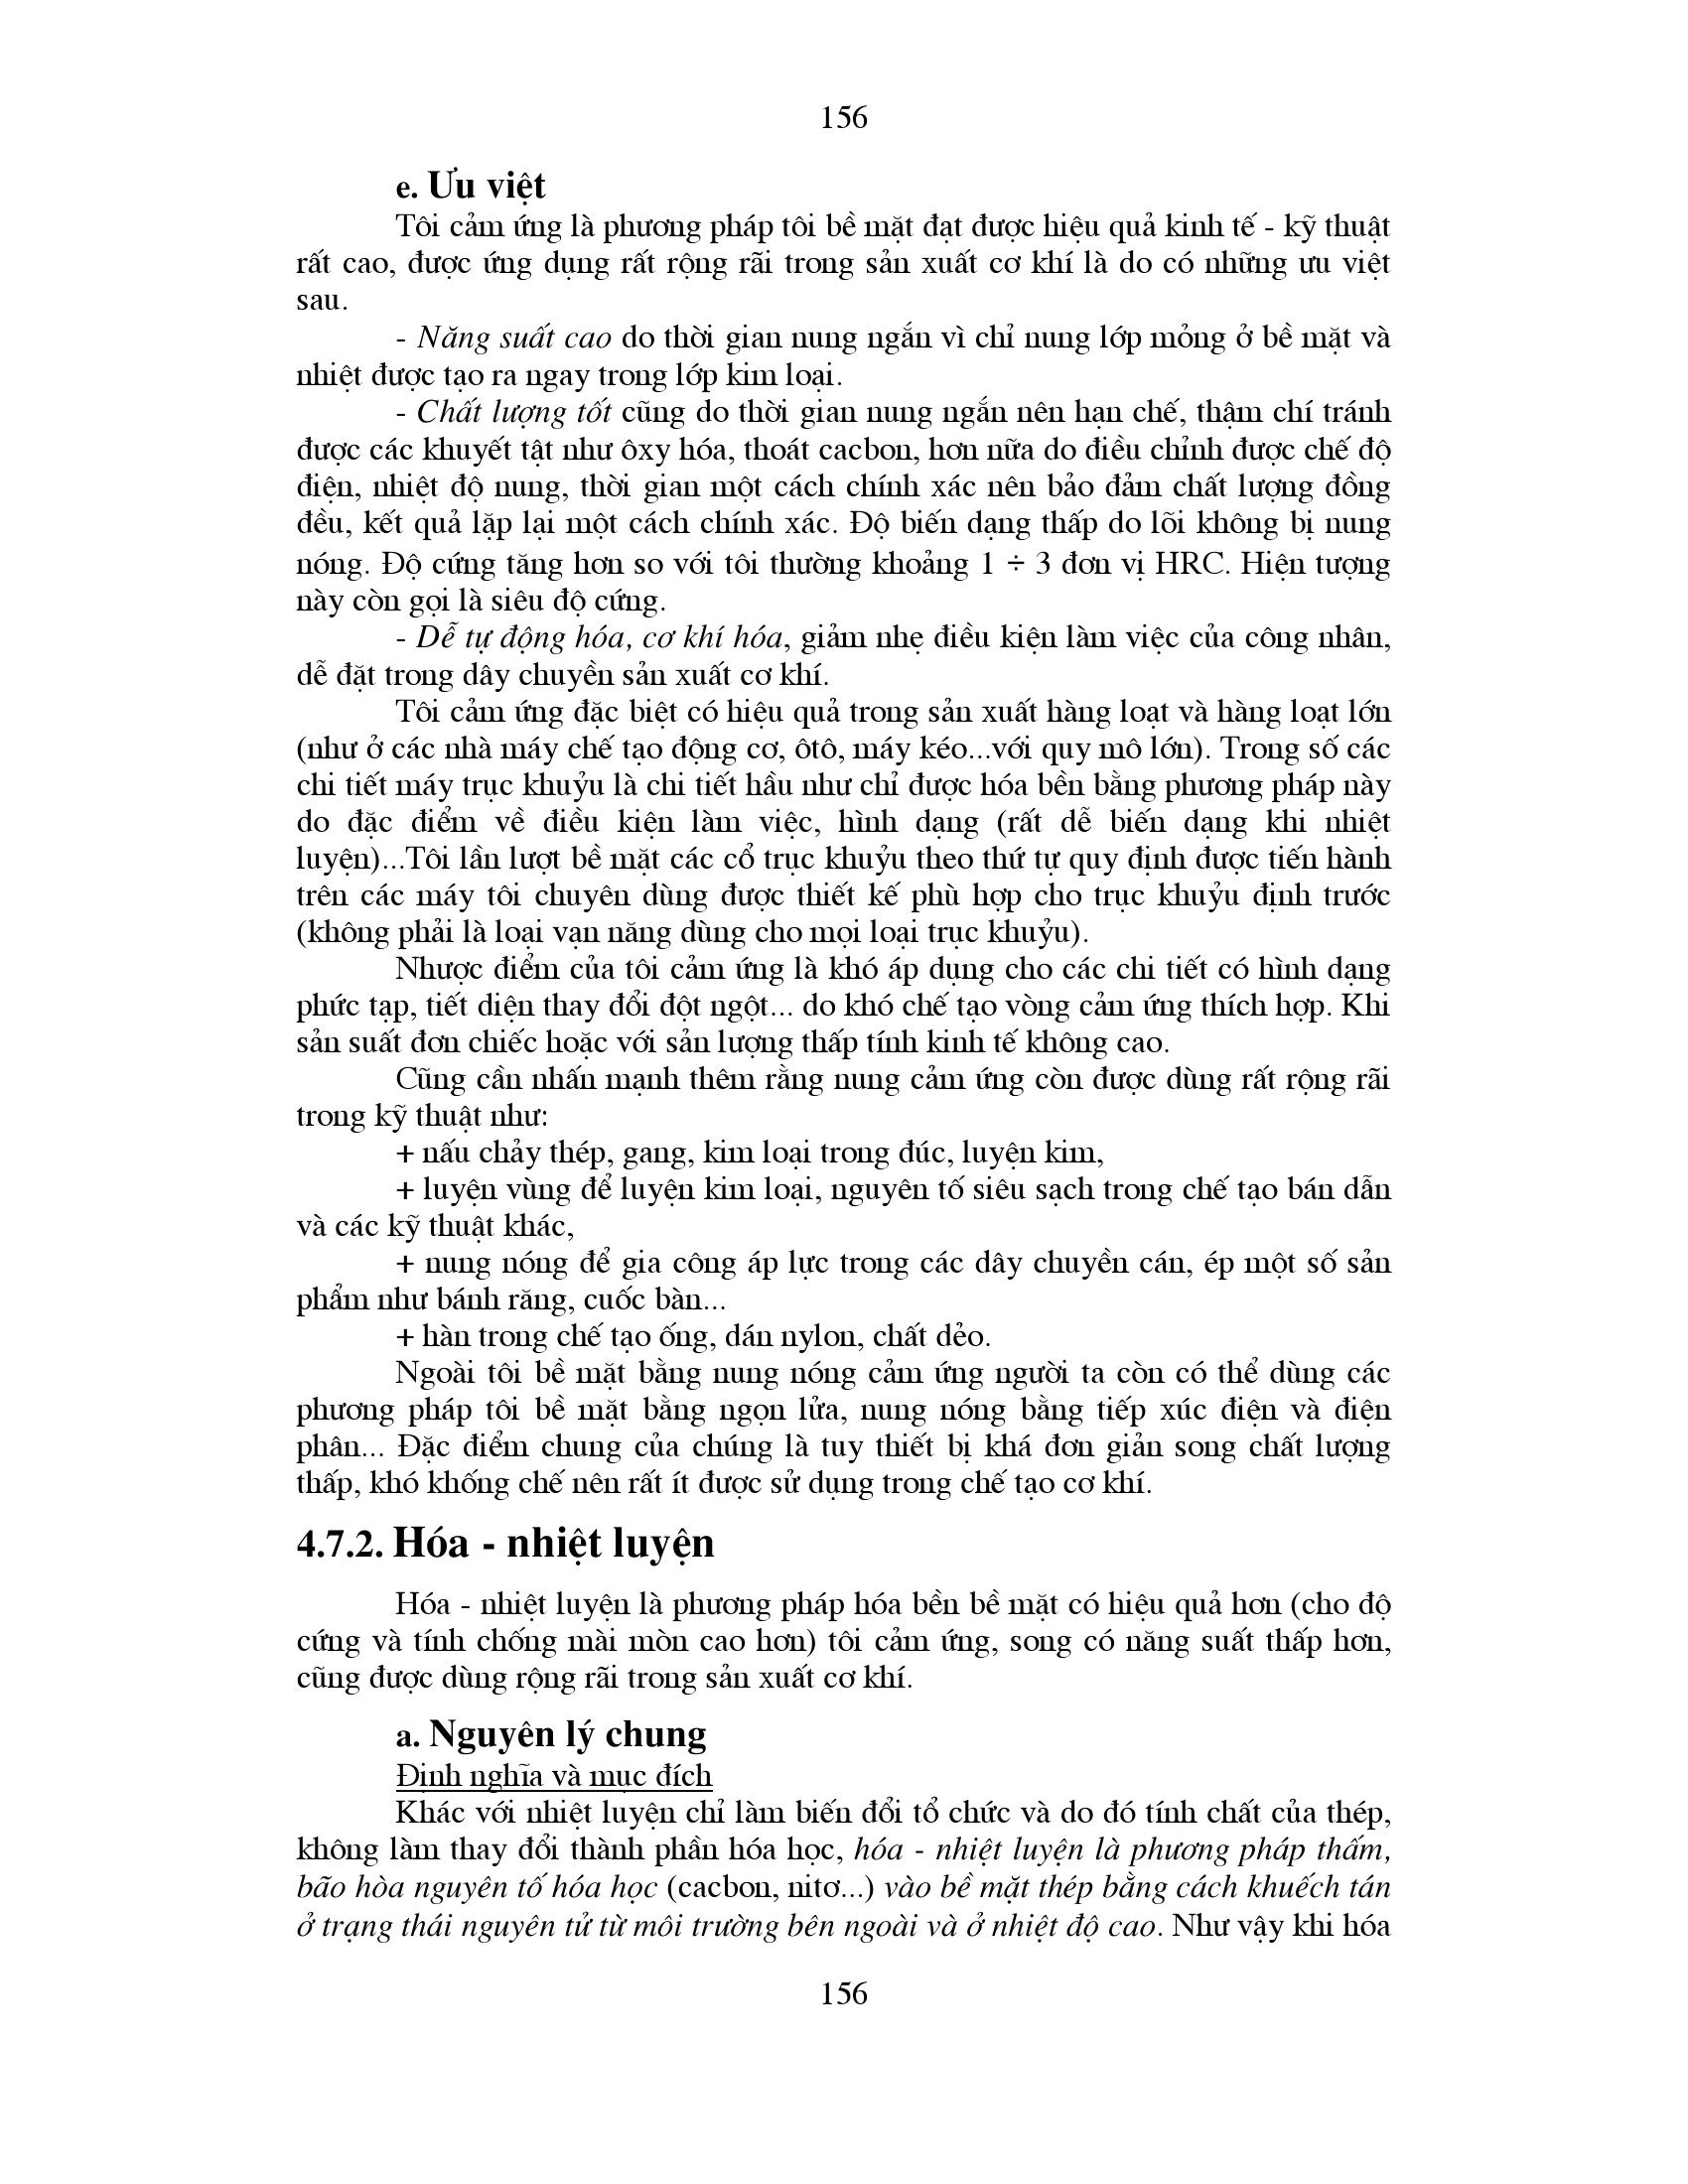 156
e. Ưu việt
Tôi cảm ứng là phương pháp tôi bề mặt đạt được hiệu quả kinh tế - kỹ thuật
rất cao, được ứng dụng rất rộng rãi trong sản xuất cơ khí là do có những ưu việt
sau.
- Năng suất cao do thời gian nung ngắn vì chỉ nung lớp mỏng ở bề mặt và
nhiệt được tạo ra ngay trong lớp kim loại.
- Chất lượng tốt cũng do thời gian nung ngắn nên hạn chế, thậm chí tránh
được các khuyết tật như ôxy hóa, thoát cacbon, hơn nữa do điều chỉnh được chế độ
điện, nhiệt độ nung, thời gian một cách chính xác nên bảo đảm chất lượng đồng
đều, kết quả lặp lại một cách chính xác. Độ biến dạng thấp do lõi không bị nung
nóng. Độ cứng tăng hơn so với tôi thường khoảng 1 ÷ 3 đơn vị HRC. Hiện tượng
này còn gọi là siêu độ cứng.
- Dễ tự động hóa, cơ khí hóa, giảm nhẹ điều kiện làm việc của công nhân,
dễ đặt trong dây chuyền sản xuất cơ khí.
Tôi cảm ứng đặc biệt có hiệu quả trong sản xuất hàng loạt và hàng loạt lớn
(như ở các nhà máy chế tạo động cơ, ôtô, máy kéo...với quy mô lớn). Trong số các
chi tiết máy trục khuỷu là chi tiết hầu như chỉ được hóa bền bằng phương pháp này
do đặc điểm về điều kiện làm việc, hình dạng (rất dễ biến dạng khi nhiệt
luyện)...Tôi lần lượt bề mặt các cổ trục khuỷu theo thứ tự quy định được tiến hành
trên các máy tôi chuyên dùng được thiết kế phù hợp cho trục khuỷu định trước
(không phải là loại vạn năng dùng cho mọi loại trục khuỷu).
Nhược điểm của tôi cảm ứng là khó áp dụng cho các chi tiết có hình dạng
phức tạp, tiết diện thay đổi đột ngột... do khó chế tạo vòng cảm ứng thích hợp. Khi
sản suất đơn chiếc hoặc với sản lượng thấp tính kinh tế không cao.
Cũng cần nhấn mạnh thêm rằng nung cảm ứng còn được dùng rất rộng rãi
trong kỹ thuật như:
+ nấu chảy thép, gang, kim loại trong đúc, luyện kim,
+ luyện vùng để luyện kim loại, nguyên tố siêu sạch trong chế tạo bán dẫn
và các kỹ thuật khác,
+ nung nóng để gia công áp lực trong các dây chuyền cán, ép một số sản
phẩm như bánh răng, cuốc bàn...
+ hàn trong chế tạo ống, dán nylon, chất dẻo.
Ngoài tôi bề mặt bằng nung nóng cảm ứng người ta còn có thể dùng các
phương pháp tôi bề mặt bằng ngọn lửa, nung nóng bằng tiếp xúc điện và điện
phân... Đặc điểm chung của chúng là tuy thiết bị khá đơn giản song chất lượng
thấp, khó khống chế nên rất ít được sử dụng trong chế tạo cơ khí.
4.7.2. Hóa - nhiệt luyện
Hóa - nhiệt luyện là phương pháp hóa bền bề mặt có hiệu quả hơn (cho độ
cứng và tính chống mài mòn cao hơn) tôi cảm ứng, song có năng suất thấp hơn,
cũng được dùng rộng rãi trong sản xuất cơ khí.
a. Nguyên lý chung
Định nghĩa và mục đích
Khác với nhiệt luyện chỉ làm biến đổi tổ chức và do đó tính chất của thép,
không làm thay đổi thành phần hóa học, hóa - nhiệt luyện là phương pháp thấm,
bão hòa nguyên tố hóa học (cacbon, nitơ...) vào bề mặt thép bằng cách khuếch tán
ở trạng thái nguyên tử từ môi trường bên ngoài và ở nhiệt độ cao. Như vậy khi hóa
156